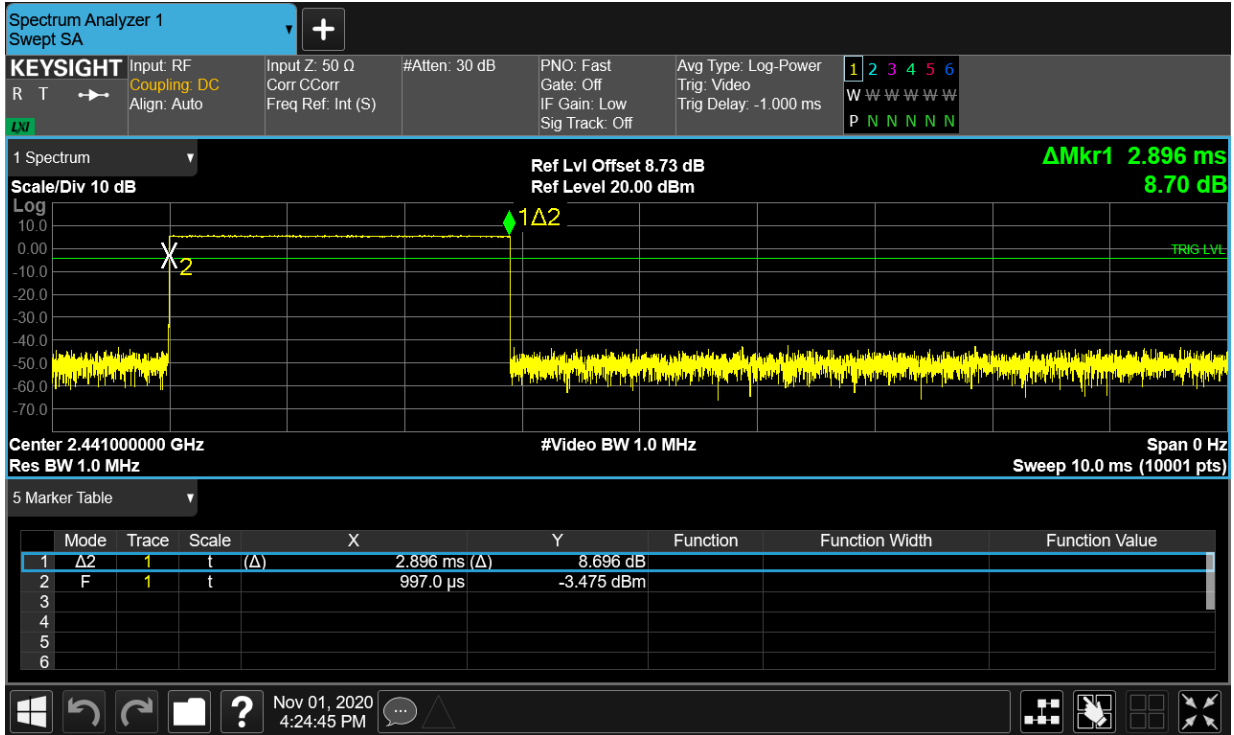 Spectrum Analyzer 1
Swept SA
KEYSIGHT
R T
LXI
Input: RF
Coupling: DC
Align: Auto
Input Z: 50 Ω
Corr CCorr
Freq Ref: Int (S)
#Atten: 30 dB
PNO: Fast
Gate: Off
IF Gain: Low
Sig Track: Off
Avg Type: Log-Power
Trig: Video
Trig Delay: -1.000 ms
1 2 3 4 5 6
W W W W W W
P N N N N N
1 Spectrum
Scale/Div 10 dB
Ref Lvl Offset 8.73 dB
Ref Level 20.00 dBm
ΔMkr1 2.896 ms
8.70 dB
Log
10.0
0.00
-10.0
-20.0
-30.0
-40.0
-50.0
-60.0
-70.0
1Δ2
2
TRIG LVL
Center 2.441000000 GHz
#Video BW 1.0 MHz
Span 0 Hz
Res BW 1.0 MHz
Sweep 10.0 ms (10001 pts)
5 Marker Table
Mode Trace Scale X Y Function Function Width Function Value
1 Δ2 1 t (Δ) 2.896 ms (Δ) 8.696 dB
2 F 1 t 997.0 µs -3.475 dBm
3
4
5
6
?
Nov 01, 2020
4:24:45 PM